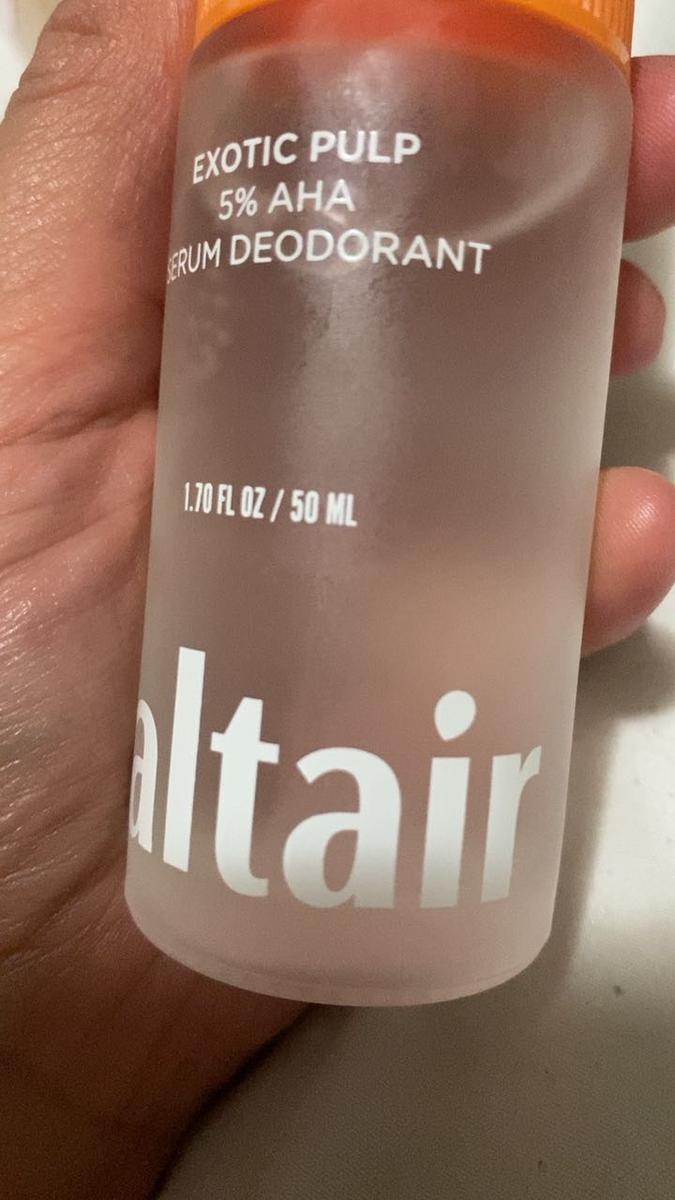 EXOTIC PULP
5% AHA
SERUM DEODORANT
1.70 FL OZ / 50 ML
altair